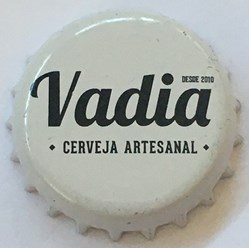 DESDE 2010
Vadia
• CERVEJA ARTESANAL •